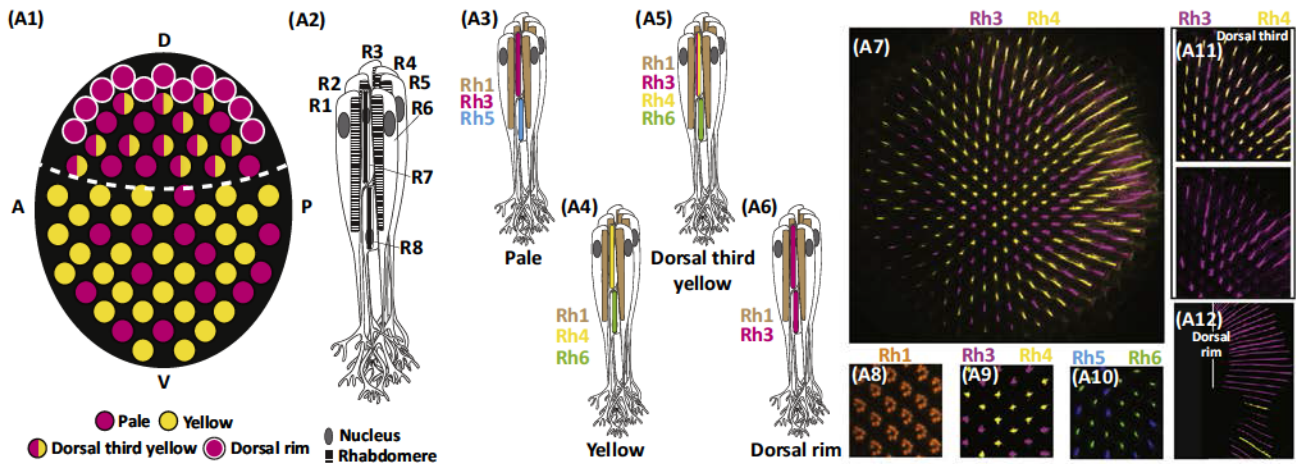 (A1)
D
A
P
V
Pale
Yellow
Dorsal third yellow
Dorsal rim
(A2)
R3
R4
R2
R5
R1
R6
R7
R8
Nucleus
Rhabdomere
(A3)
Rh1
Rh3
Rh5
Pale
(A4)
Rh1
Rh4
Rh6
Yellow
(A5)
Rh1
Rh3
Rh4
Rh6
Dorsal third
yellow
(A6)
Rh1
Rh3
Dorsal rim
Rh3 Rh4
(A7)
Rh1
(A8)
Rh3 Rh4
(A9)
Rh5 Rh6
(A10)
Rh3 Rh4
Dorsal third
(A11)
(A12)
Dorsal
rim